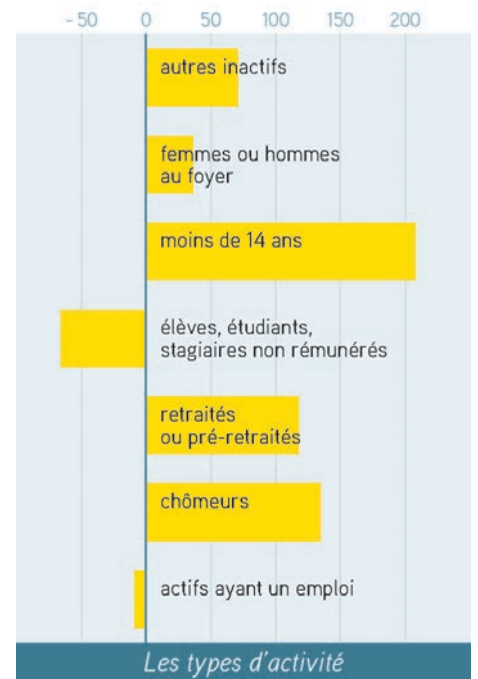 - 50 0 50 100 150 200
autres inactifs
femmes ou hommes
au foyer
moins de 14 ans
élèves, étudiants,
stagiaires non rémunérés
retraités
ou pré-retraités
chômeurs
actifs ayant un emploi
Les types d'activité